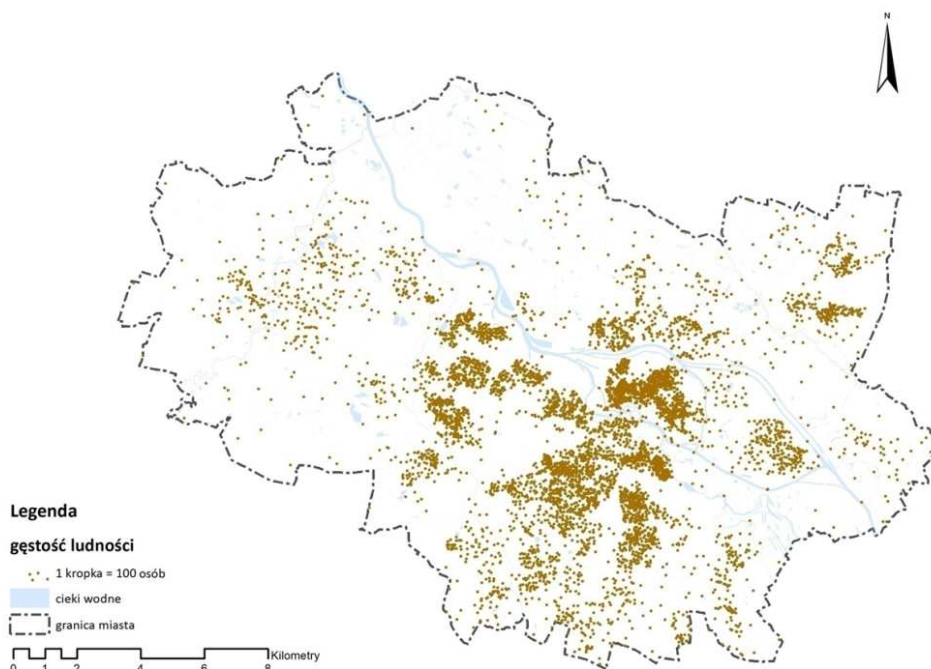 N
Legenda
gęstość ludności
1 kropka = 100 osób
cieki wodne
granica miasta
Kilometry
0 1 2 4 6 8